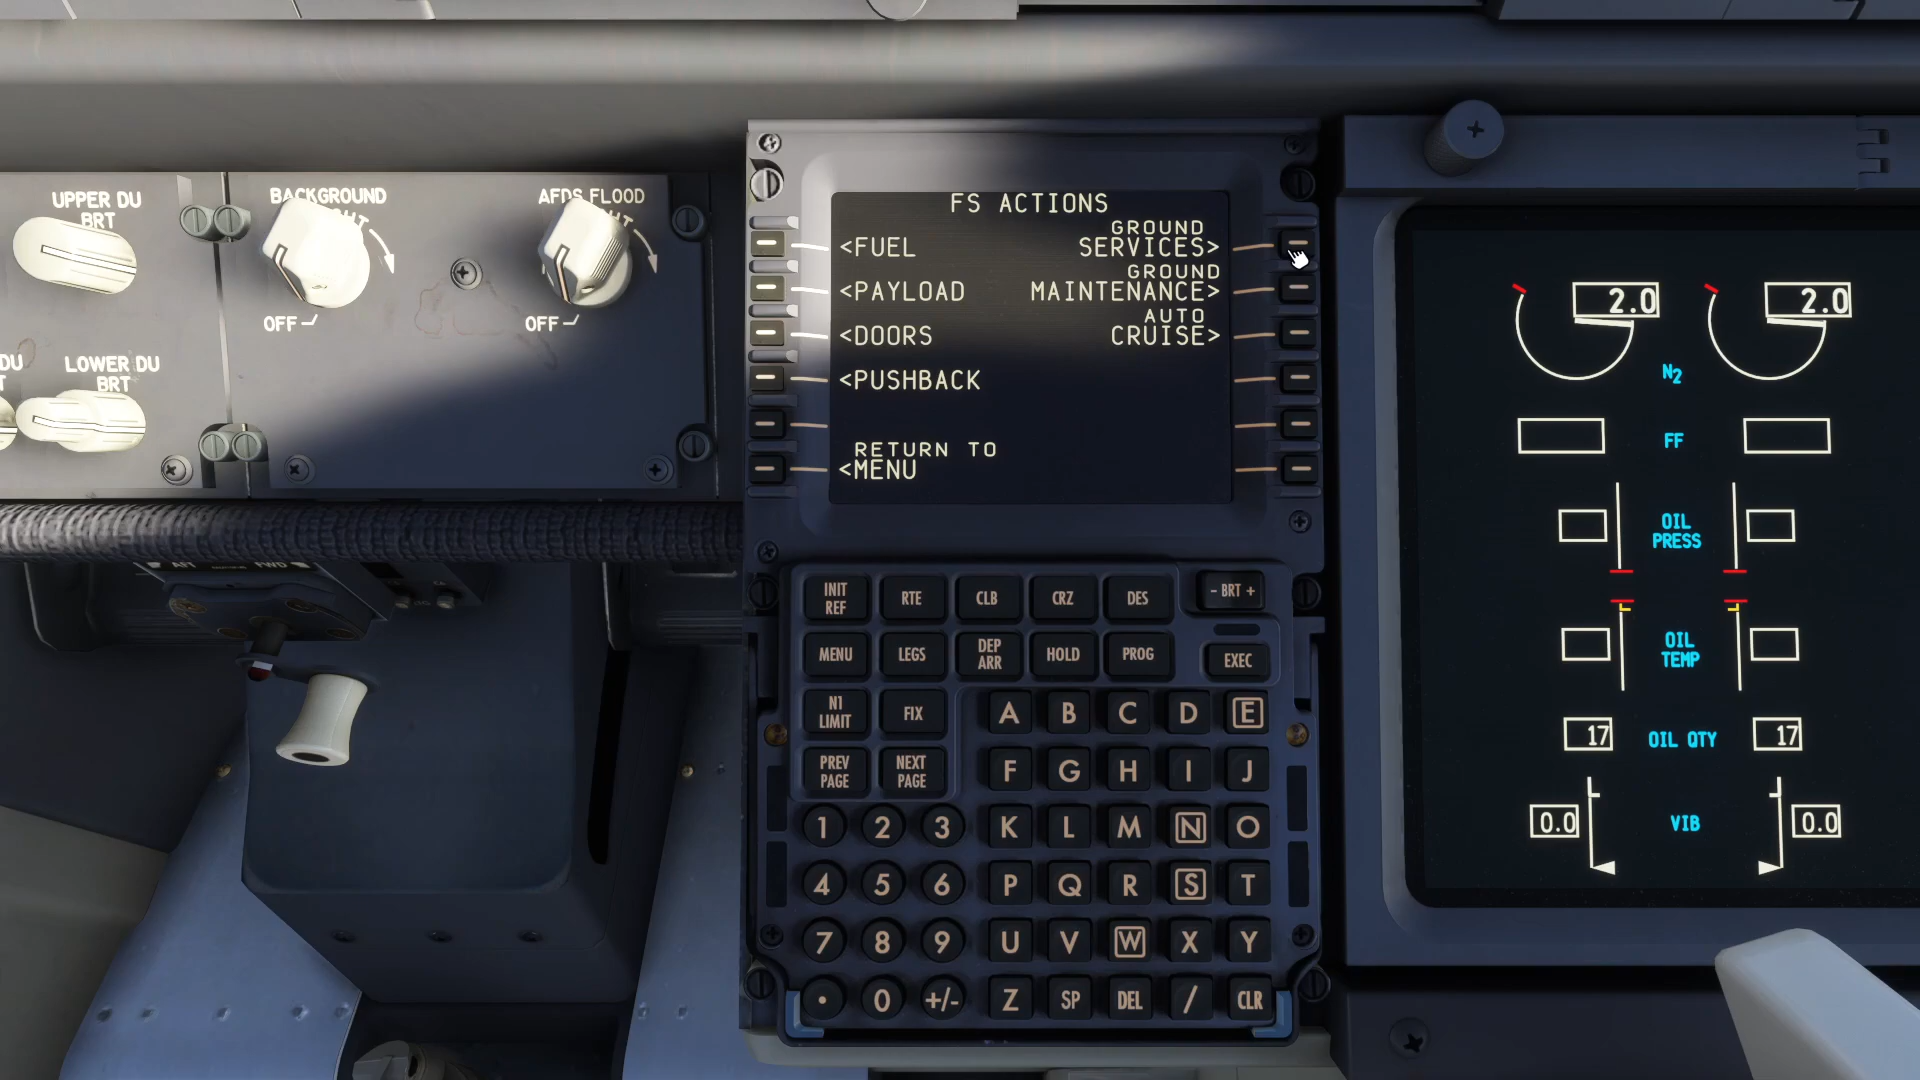 UPPER DU
BRT
BACKGROUND
OFF
AFDS FLOOD
OFF
DU
LOWER DU
BRT
AFT
FWD
FS ACTIONS
GROUND
<FUEL SERVICES>
GROUND
<PAYLOAD MAINTENANCE>
AUTO
<DOORS CRUISE>
<PUSHBACK
RETURN TO
<MENU
INIT REF
RTE
CLB
CRZ
DES
- BRT +
MENU
LEGS
DEP ARR
HOLD
PROG
EXEC
N1 LIMIT
FIX
A B C D E
PREV PAGE
NEXT PAGE
F G H I J
1 2 3 K L M N O
4 5 6 P Q R S T
7 8 9 U V W X Y
. 0 +/- Z SP DEL / CLR
2.0 2.0
N2
FF
OIL
PRESS
OIL
TEMP
17 OIL QTY 17
0.0 VIB 0.0